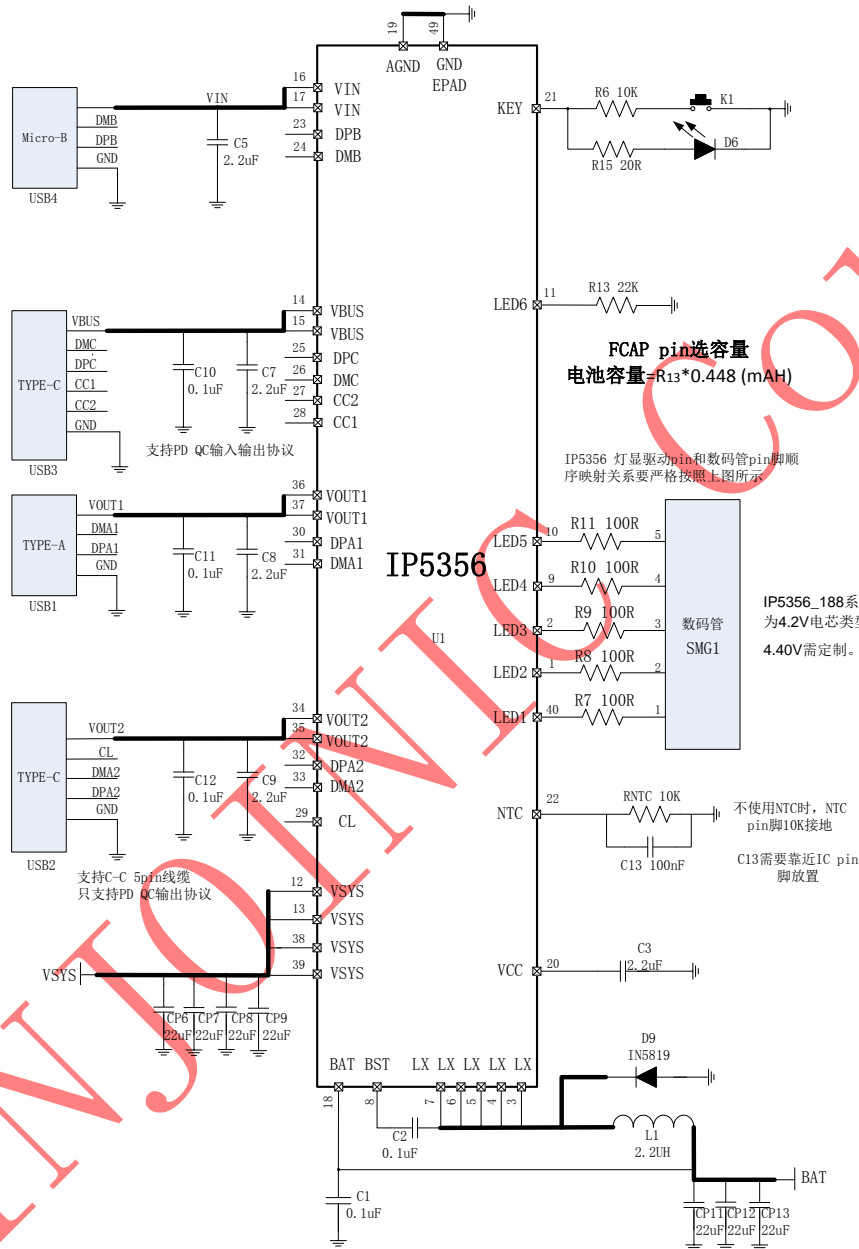 19
49
AGND
GND
EPAD
Micro-B
DMB
DPB
GND
USB4
VIN
C5
2.2uF
16
17
23
24
VIN
VIN
DPB
DMB
KEY
21
R6 10K
K1
D6
R15 20R
LED6
11
R13 22K
FCAP pin选容量
电池容量=R13*0.448 (mAH)
TYPE-C
VBUS
DMC
DPC
CC1
CC2
GND
USB3
C10
0.1uF
C7
2.2uF
支持PD QC输入输出协议
14
15
25
26
27
28
VBUS
VBUS
DPC
DMC
CC2
CC1
IP5356 灯显驱动pin和数码管pin脚顺
序映射关系要严格按照上图所示
TYPE-A
VOUT1
DMA1
DPA1
GND
USB1
C11
0.1uF
C8
2.2uF
36
37
30
31
VOUT1
VOUT1
DPA1
DMA1
IP5356
U1
LED5
LED4
LED3
LED2
LED1
10
9
2
1
40
R11 100R
R10 100R
R9 100R
R8 100R
R7 100R
5
4
3
2
1
数码管
SMG1
IP5356_188系
为4.2V电芯类型
4.40V需定制。
TYPE-C
VOUT2
CL
DMA2
DPA2
GND
USB2
C12
0.1uF
C9
2.2uF
支持C-C 5pin线缆
只支持PD QC输出协议
34
35
32
33
29
VOUT2
VOUT2
DPA2
DMA2
CL
NTC
22
RNTC 10K
C13 100nF
不使用NTC时，NTC
pin脚10K接地
C13需要靠近IC pin
脚放置
VSYS
12
13
38
39
VSYS
VSYS
VSYS
VSYS
CP6
22uF
CP7
22uF
CP8
22uF
CP9
22uF
VCC
20
C3
2.2uF
BAT
BST
LX
LX
LX
LX
LX
18
8
7
6
5
4
3
D9
IN5819
C2
0.1uF
L1
2.2UH
C1
0.1uF
BAT
CP11
22uF
CP12
22uF
CP13
22uF
INJOINIC CO